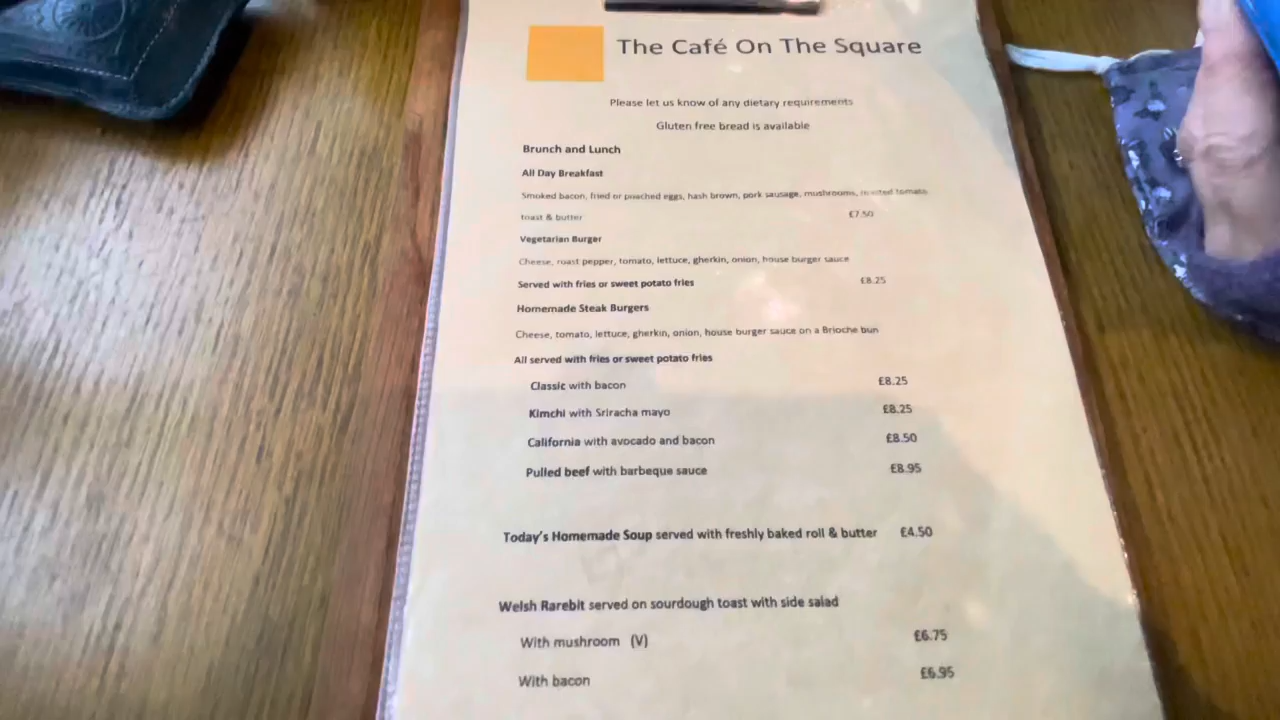 The Café On The Square
Please let us know of any dietary requirements
Gluten free bread is available
Brunch and Lunch
All Day Breakfast
Smoked bacon, fried or poached eggs, hash brown, pork sausage, mushrooms, roasted tomato
toast & butter £7.50
Vegetarian Burger
Cheese, roast pepper, tomato, lettuce, gherkin, onion, house burger sauce
Served with fries or sweet potato fries £8.25
Homemade Steak Burgers
Cheese, tomato, lettuce, gherkin, onion, house burger sauce on a Brioche bun
All served with fries or sweet potato fries
Classic with bacon £8.25
Kimchi with Sriracha mayo £8.25
California with avocado and bacon £8.50
Pulled beef with barbeque sauce £8.95
Today's Homemade Soup served with freshly baked roll & butter £4.50
Welsh Rarebit served on sourdough toast with side salad
With mushroom (V) £6.75
With bacon £6.95